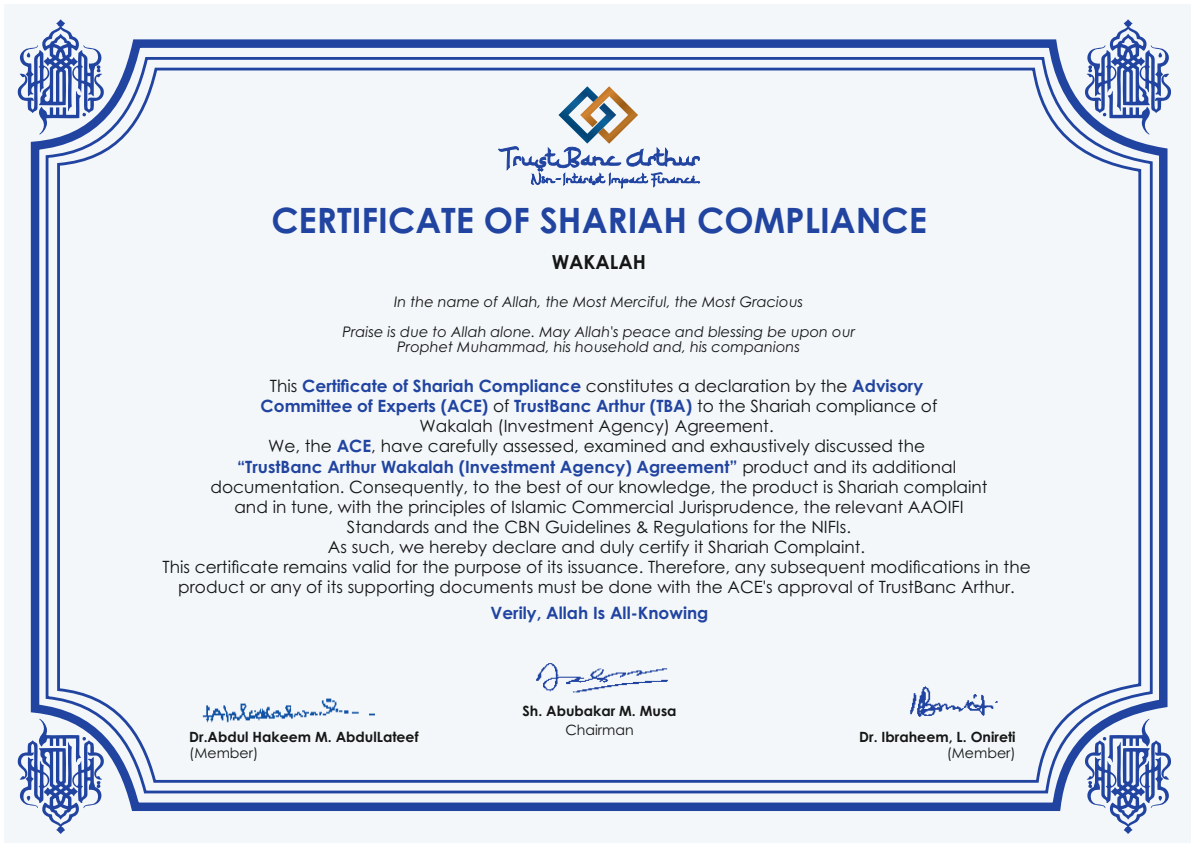 TrustBanc Arthur
Non-Interest Impact Finance
CERTIFICATE OF SHARIAH COMPLIANCE
WAKALAH
In the name of Allah, the Most Merciful, the Most Gracious
Praise is due to Allah alone. May Allah's peace and blessing be upon our
Prophet Muhammad, his household and, his companions
This Certificate of Shariah Compliance constitutes a declaration by the Advisory
Committee of Experts (ACE) of TrustBanc Arthur (TBA) to the Shariah compliance of
Wakalah (Investment Agency) Agreement.
We, the ACE, have carefully assessed, examined and exhaustively discussed the
“TrustBanc Arthur Wakalah (Investment Agency) Agreement” product and its additional
documentation. Consequently, to the best of our knowledge, the product is Shariah complaint
and in tune, with the principles of Islamic Commercial Jurisprudence, the relevant AAOIFI
Standards and the CBN Guidelines & Regulations for the NIFIs.
As such, we hereby declare and duly certify it Shariah Complaint.
This certificate remains valid for the purpose of its issuance. Therefore, any subsequent modifications in the
product or any of its supporting documents must be done with the ACE's approval of TrustBanc Arthur.
Verily, Allah Is All-Knowing
Sh. Abubakar M. Musa
Chairman
Dr.Abdul Hakeem M. AbdulLateef
(Member)
Dr. Ibraheem, L. Onireti
(Member)